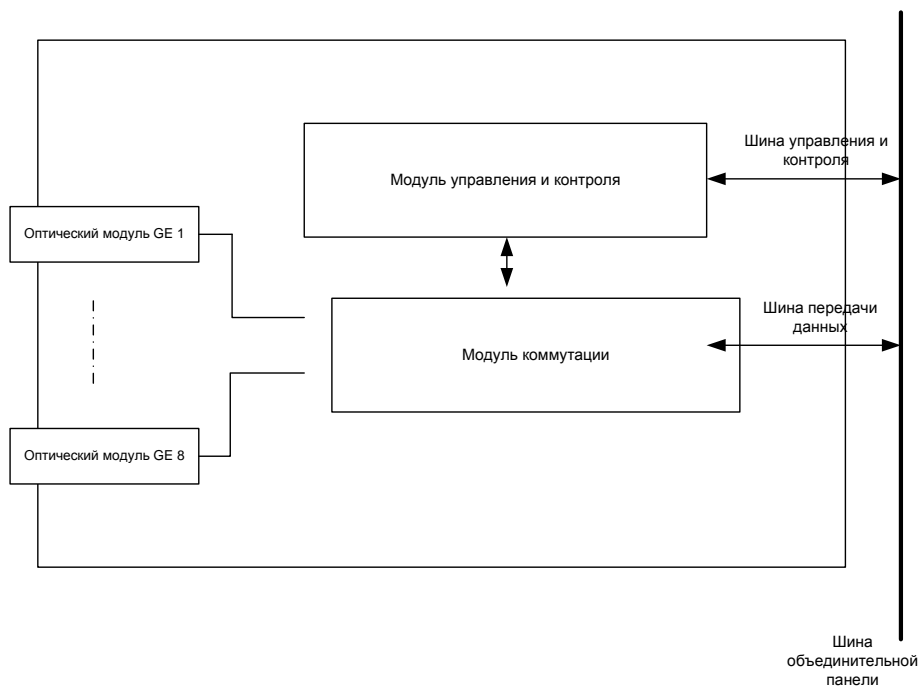 Шина управления и
контроля
Модуль управления и контроля
Оптический модуль GE 1
Шина передачи
данных
Модуль коммутации
Оптический модуль GE 8
Шина
объединительной
панели